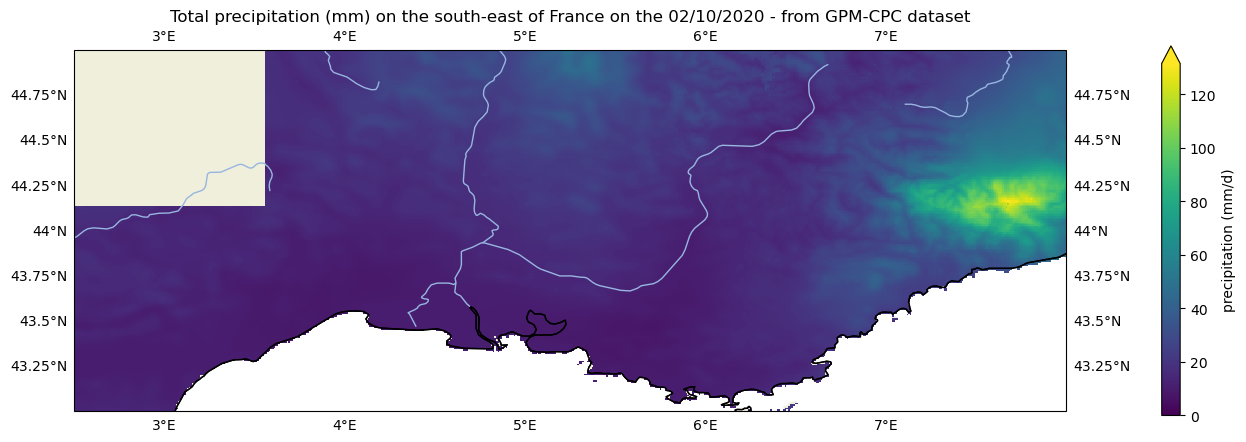 Total precipitation (mm) on the south-east of France on the 02/10/2020 - from GPM-CPC dataset
3°E 4°E 5°E 6°E 7°E
44.75°N 44.75°N
44.5°N 44.5°N
44.25°N 44.25°N
44°N 44°N
43.75°N 43.75°N
43.5°N 43.5°N
43.25°N 43.25°N
3°E 4°E 5°E 6°E 7°E
120
100
80
60
40
20
0
precipitation (mm/d)